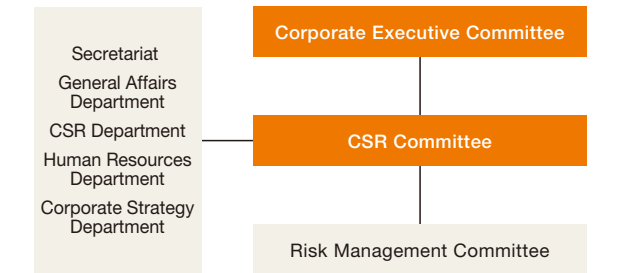 Secretariat
General Affairs
Department
CSR Department
Human Resources
Department
Corporate Strategy
Department
Corporate Executive Committee
CSR Committee
Risk Management Committee